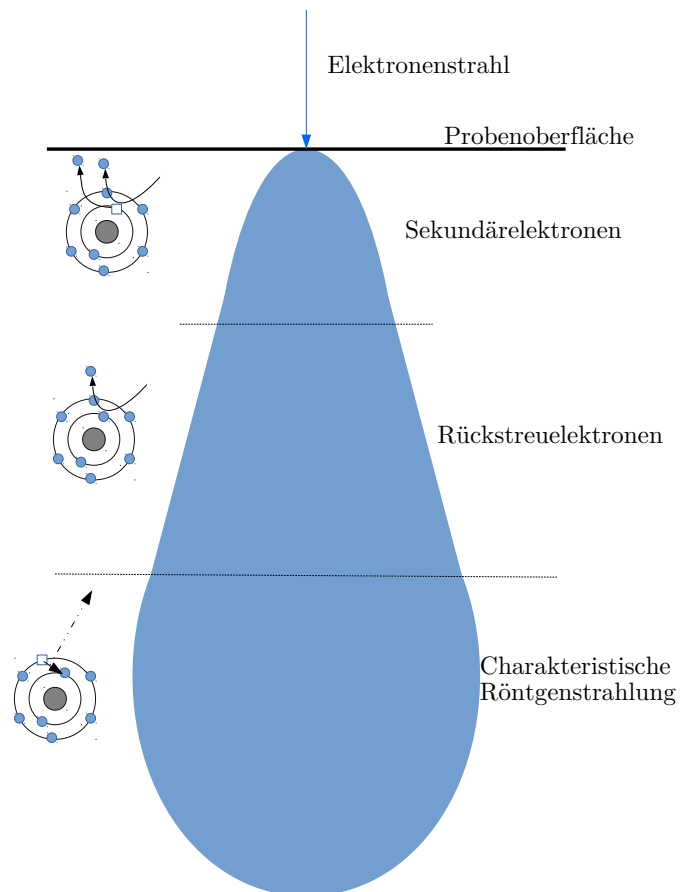 Elektronenstrahl
Probenoberfläche
Sekundärelektronen
Rückstreuelektronen
Charakteristische
Röntgenstrahlung